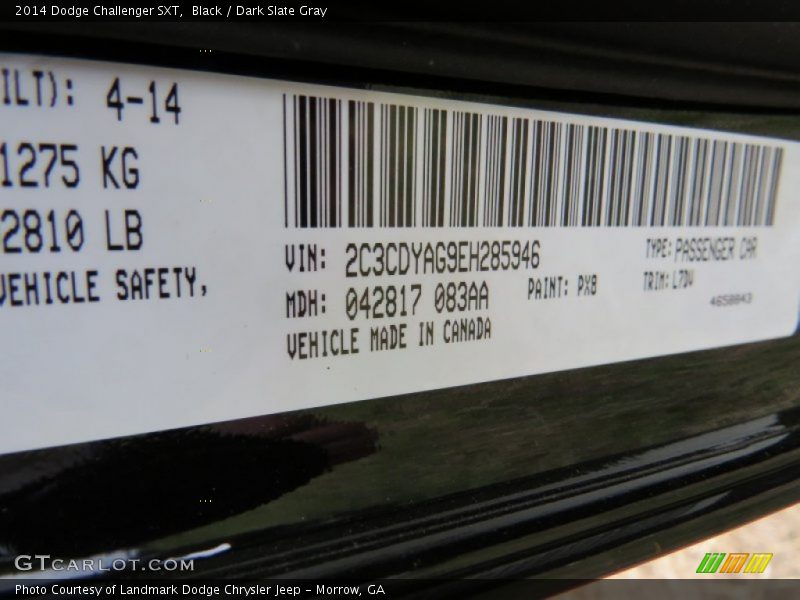 2014 Dodge Challenger SXT,  Black / Dark Slate Gray
ILT): 4-14
1275 KG
2810 LB
VEHICLE SAFETY,
VIN: 2C3CDYAG9EH285946
TYPE: PASSENGER CAR
MDH: 042817 083AA
PAINT: PX8
TRIM: L7DV
4658843
VEHICLE MADE IN CANADA
GTCARLOT.COM
Photo Courtesy of Landmark Dodge Chrysler Jeep – Morrow, GA